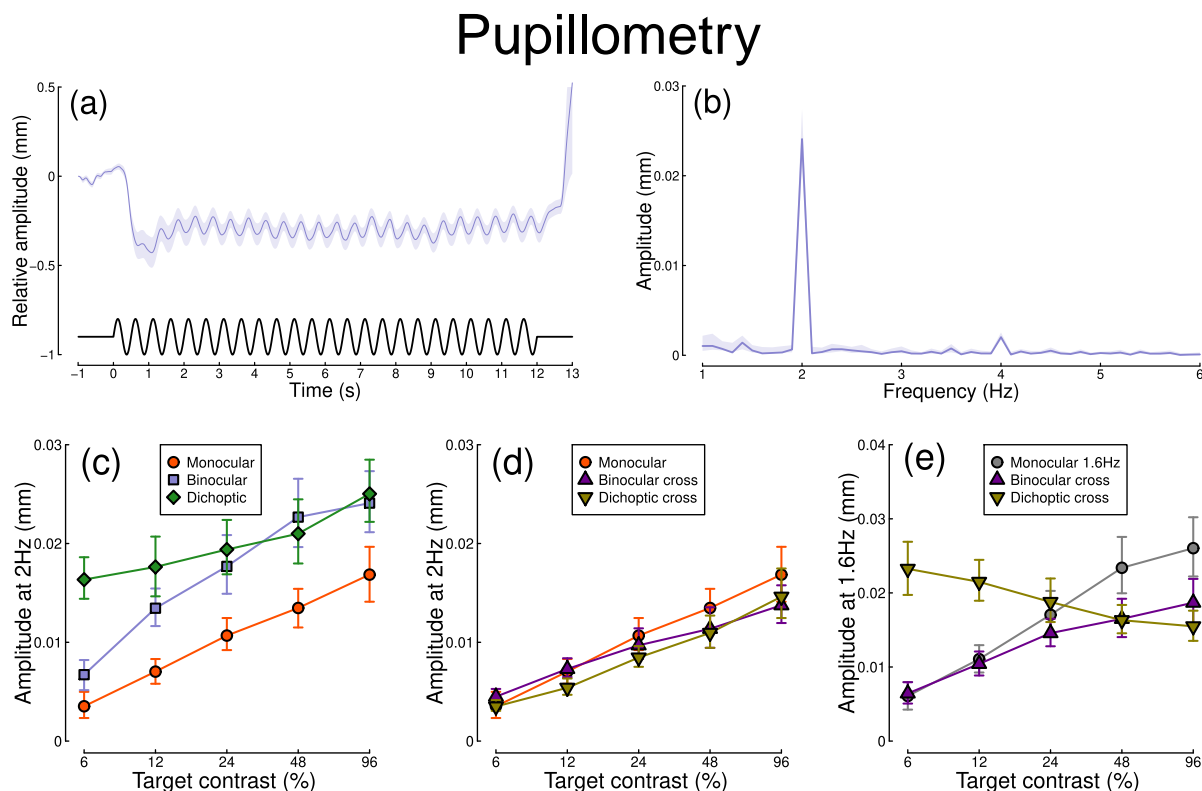 Pupillometry
(a)
Relative amplitude (mm)
0.5
0
−0.5
−1
−1 0 1 2 3 4 5 6 7 8 9 10 11 12 13
Time (s)
(b)
Amplitude (mm)
0.03
0.02
0.01
0
1 2 3 4 5 6
Frequency (Hz)
(c)
Monocular
Binocular
Dichoptic
Amplitude at 2Hz (mm)
0.03
0.02
0.01
0
6 12 24 48 96
Target contrast (%)
(d)
Monocular
Binocular cross
Dichoptic cross
Amplitude at 2Hz (mm)
0.03
0.02
0.01
0
6 12 24 48 96
Target contrast (%)
(e)
Monocular 1.6Hz
Binocular cross
Dichoptic cross
Amplitude at 1.6Hz (mm)
0.04
0.03
0.02
0.01
0
6 12 24 48 96
Target contrast (%)